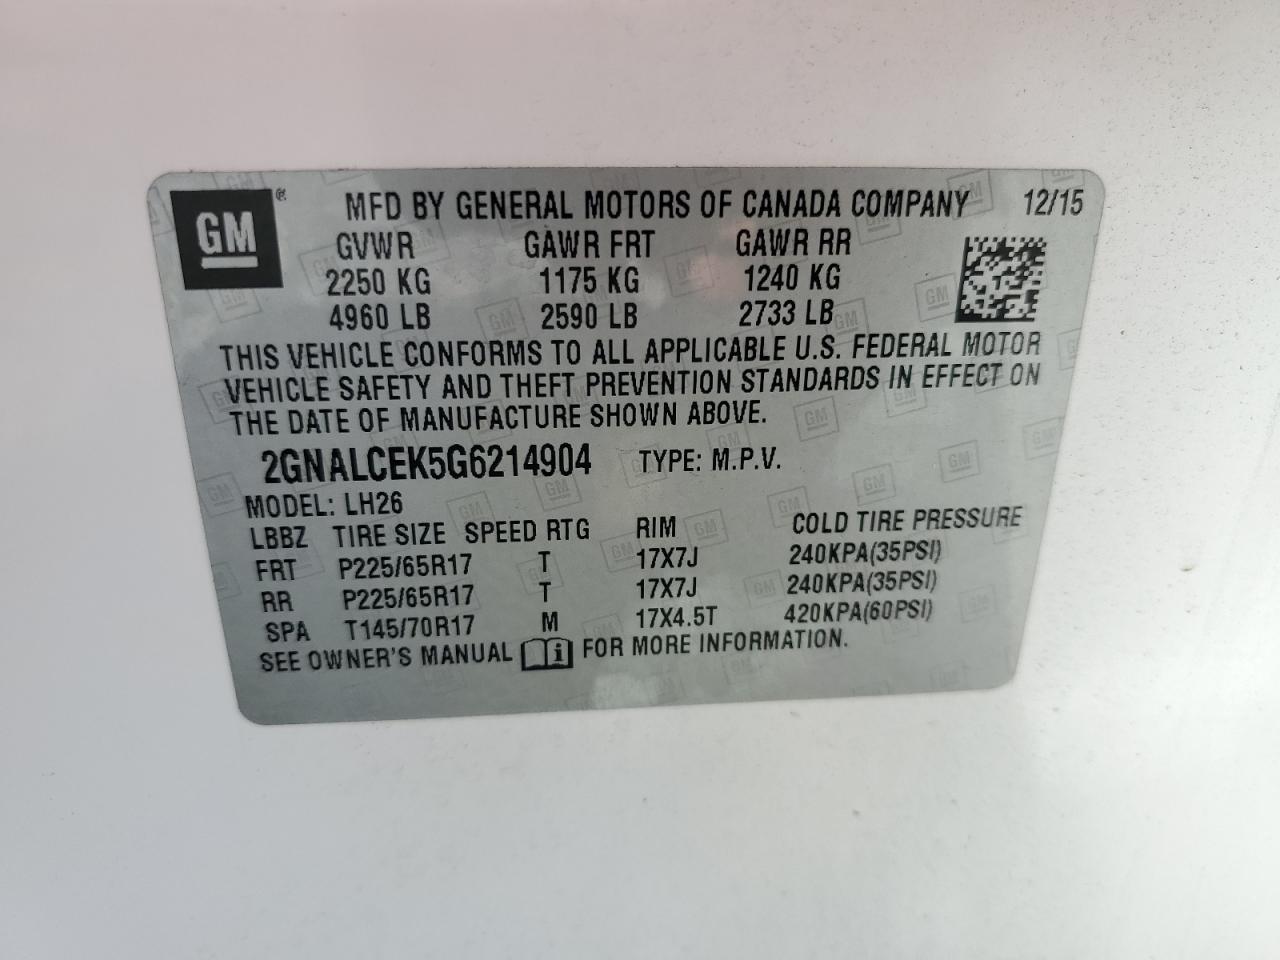 GM® MFD BY GENERAL MOTORS OF CANADA COMPANY 12/15
GVWR GAWR FRT GAWR RR
2250 KG 1175 KG 1240 KG
4960 LB 2590 LB 2733 LB
THIS VEHICLE CONFORMS TO ALL APPLICABLE U.S. FEDERAL MOTOR
VEHICLE SAFETY AND THEFT PREVENTION STANDARDS IN EFFECT ON
THE DATE OF MANUFACTURE SHOWN ABOVE.
2GNALCEK5G6214904 TYPE: M.P.V.
MODEL: LH26
LBBZ TIRE SIZE SPEED RTG RIM COLD TIRE PRESSURE
FRT P225/65R17 T 17X7J 240KPA(35PSI)
RR P225/65R17 T 17X7J 240KPA(35PSI)
SPA T145/70R17 M 17X4.5T 420KPA(60PSI)
SEE OWNER'S MANUAL i FOR MORE INFORMATION.